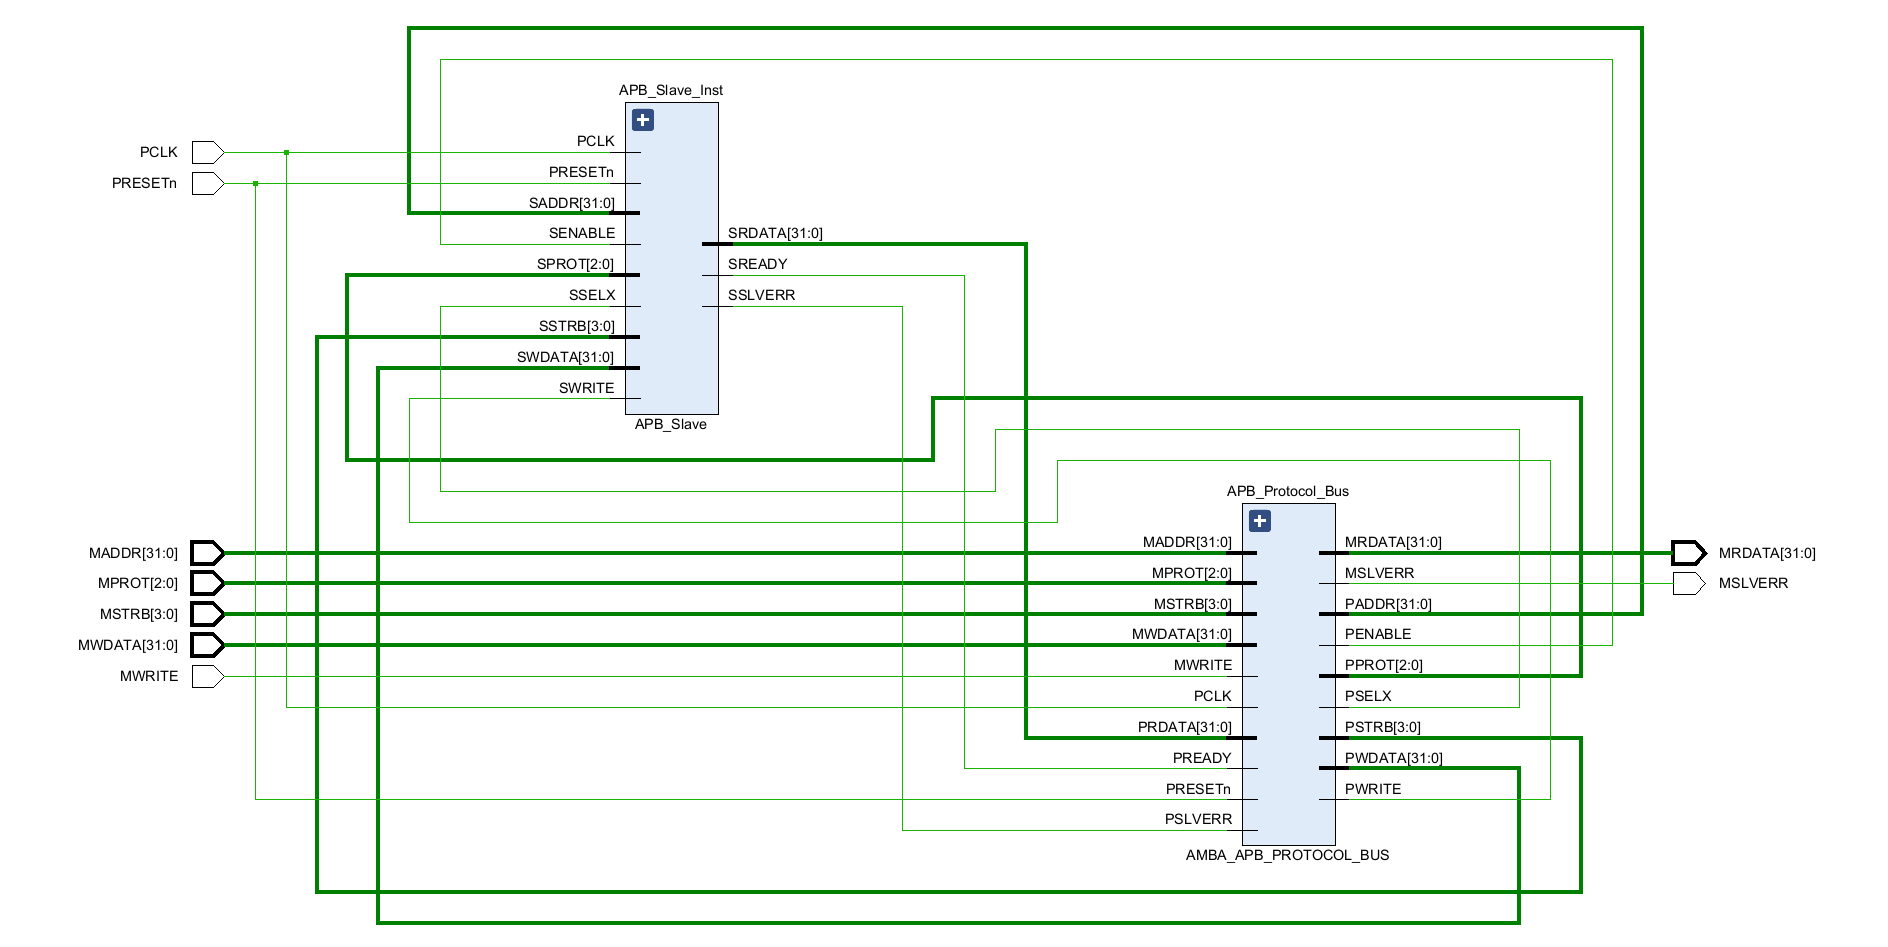 APB_Slave_Inst
PCLK
PRESETn
PCLK
PRESETn
SADDR[31:0]
SENABLE
SPROT[2:0]
SSELX
SSTRB[3:0]
SWDATA[31:0]
SWRITE
SRDATA[31:0]
SREADY
SSLVERR
APB_Slave
APB_Protocol_Bus
MADDR[31:0]
MPROT[2:0]
MSTRB[3:0]
MWDATA[31:0]
MWRITE
MADDR[31:0]
MPROT[2:0]
MSTRB[3:0]
MWDATA[31:0]
MWRITE
PCLK
PRDATA[31:0]
PREADY
PRESETn
PSLVERR
MRDATA[31:0]
MSLVERR
PADDR[31:0]
PENABLE
PPROT[2:0]
PSELX
PSTRB[3:0]
PWDATA[31:0]
PWRITE
MRDATA[31:0]
MSLVERR
AMBA_APB_PROTOCOL_BUS